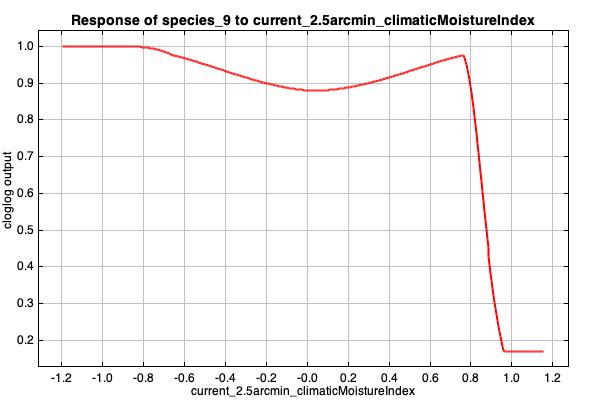 Response of species_9 to current_2.5arcmin_climaticMoistureIndex
cloglog output
1.0
0.9
0.8
0.7
0.6
0.5
0.4
0.3
0.2
-1.2 -1.0 -0.8 -0.6 -0.4 -0.2 0.0 0.2 0.4 0.6 0.8 1.0 1.2
current_2.5arcmin_climaticMoistureIndex